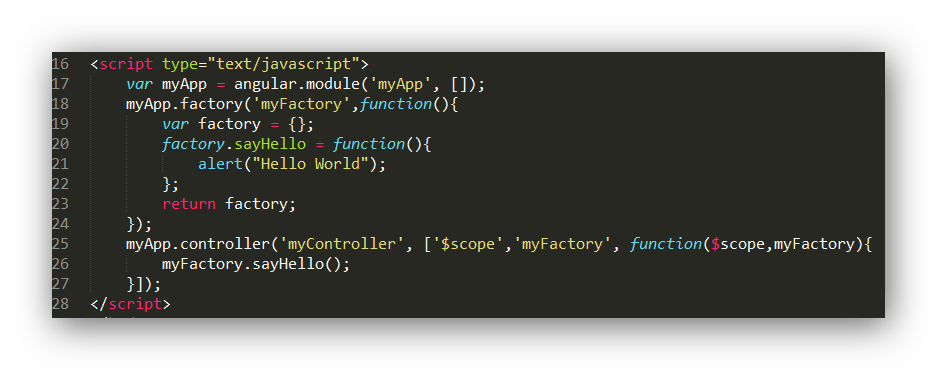 16 <script type="text/javascript">
17 var myApp = angular.module('myApp', []);
18 myApp.factory('myFactory',function(){
19 var factory = {};
20 factory.sayHello = function(){
21 alert("Hello World");
22 };
23 return factory;
24 });
25 myApp.controller('myController', ['$scope','myFactory', function($scope,myFactory){
26 myFactory.sayHello();
27 }]);
28 </script>